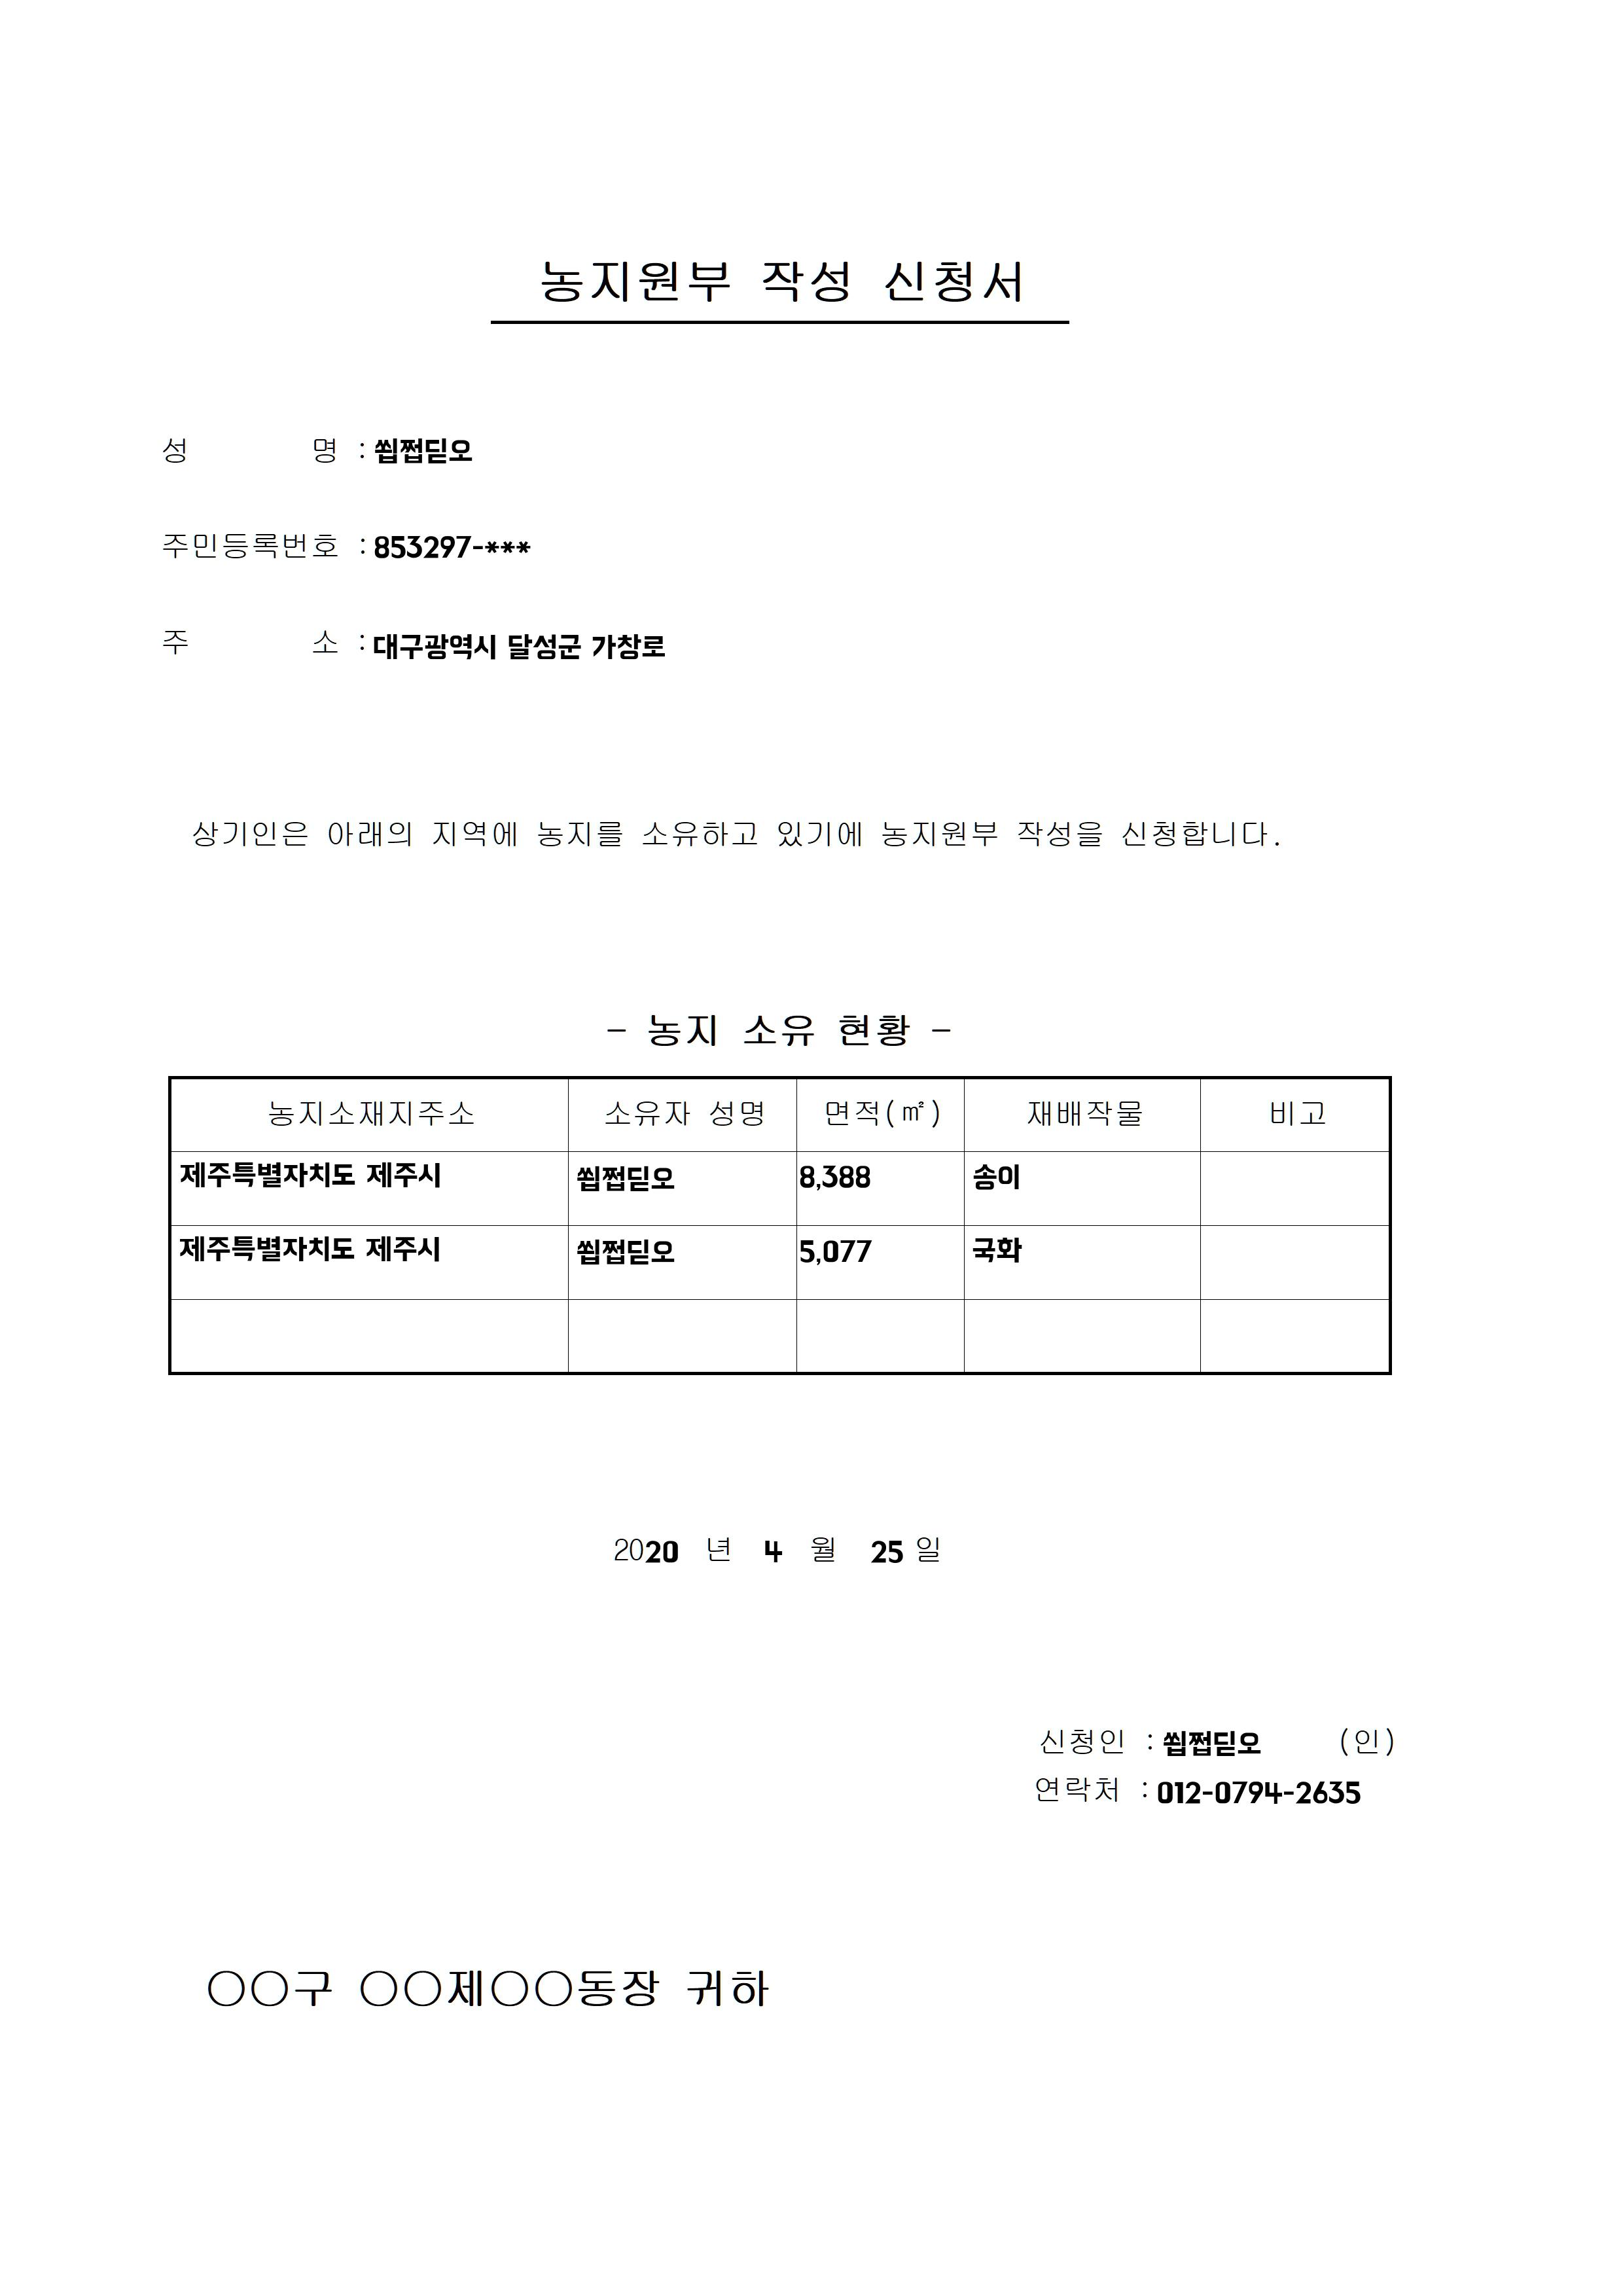 농지원부 작성 신청서
성 명 : 씹쩝딛오
주민등록번호 : 853297-***
주 소 : 대구광역시 달성군 가창로
상기인은 아래의 지역에 농지를 소유하고 있기에 농지원부 작성을 신청합니다.
- 농지 소유 현황 -
농지소재지주소 소유자 성명 면적(㎡) 재배작물 비고
제주특별자치도 제주시 씹쩝딛오 8,388 송이
제주특별자치도 제주시 씹쩝딛오 5,077 국화
2020 년 4 월 25 일
신청인 : 씹쩝딛오 (인)
연락처 : 012-0794-2635
○○구 ○○제○○동장 귀하